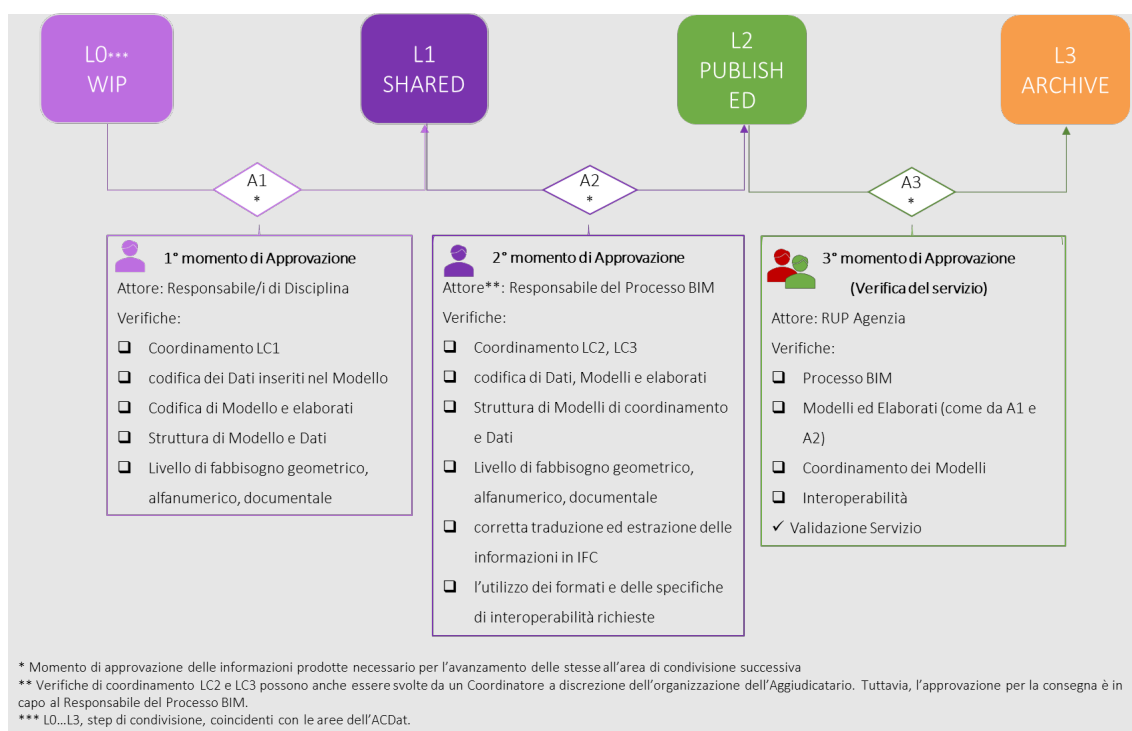 L0***
WIP
L1
SHARED
L2
PUBLISH
ED
L3
ARCHIVE
A1
*
A2
*
A3
*
1° momento di Approvazione
Attore: Responsabile/i di Disciplina
Verifiche:
Coordinamento LC1
codifica dei Dati inseriti nel Modello
Codifica di Modello e elaborati
Struttura di Modello e Dati
Livello di fabbisogno geometrico,
alfanumerico, documentale
2° momento di Approvazione
Attore**: Responsabile del Processo BIM
Verifiche:
Coordinamento LC2, LC3
codifica di Dati, Modelli e elaborati
Struttura di Modelli di coordinamento
e Dati
Livello di fabbisogno geometrico,
alfanumerico, documentale
corretta traduzione ed estrazione delle
informazioni in IFC
l’utilizzo dei formati e delle specifiche
di interoperabilità richieste
3° momento di Approvazione
(Verifica del servizio)
Attore: RUP Agenzia
Verifiche:
Processo BIM
Modelli ed Elaborati (come da A1 e
A2)
Coordinamento dei Modelli
Interoperabilità
✓ Validazione Servizio
* Momento di approvazione delle informazioni prodotte necessario per l’avanzamento delle stesse all’area di condivisione successiva
** Verifiche di coordinamento LC2 e LC3 possono anche essere svolte da un Coordinatore a discrezione dell’organizzazione dell’Aggiudicatario. Tuttavia, l’approvazione per la consegna è in
capo al Responsabile del Processo BIM.
*** L0...L3, step di condivisione, coincidenti con le aree dell’ACDat.